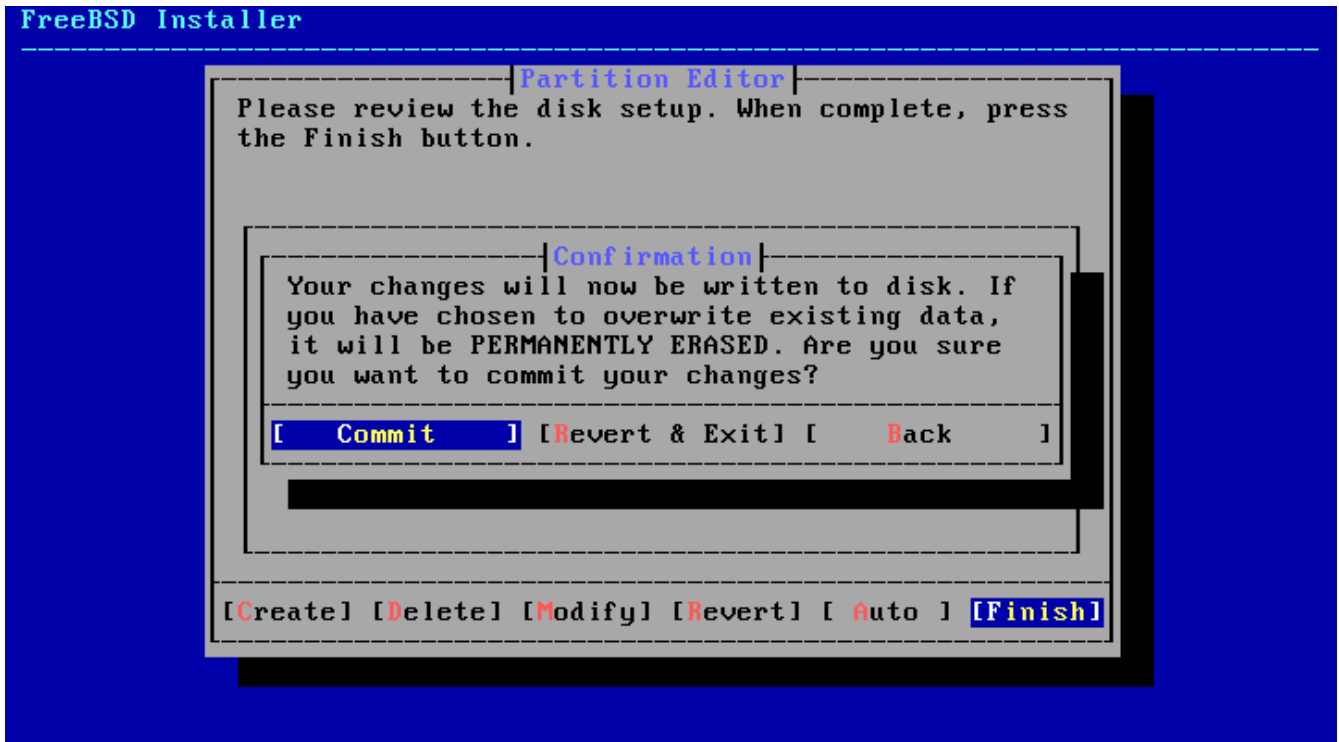 FreeBSD Installer
Partition Editor
Please review the disk setup. When complete, press
the Finish button.
Confirmation
Your changes will now be written to disk. If
you have chosen to overwrite existing data,
it will be PERMANENTLY ERASED. Are you sure
you want to commit your changes?
[ Commit ] [Revert & Exit] [ Back ]
[Create] [Delete] [Modify] [Revert] [ Auto ] [Finish]